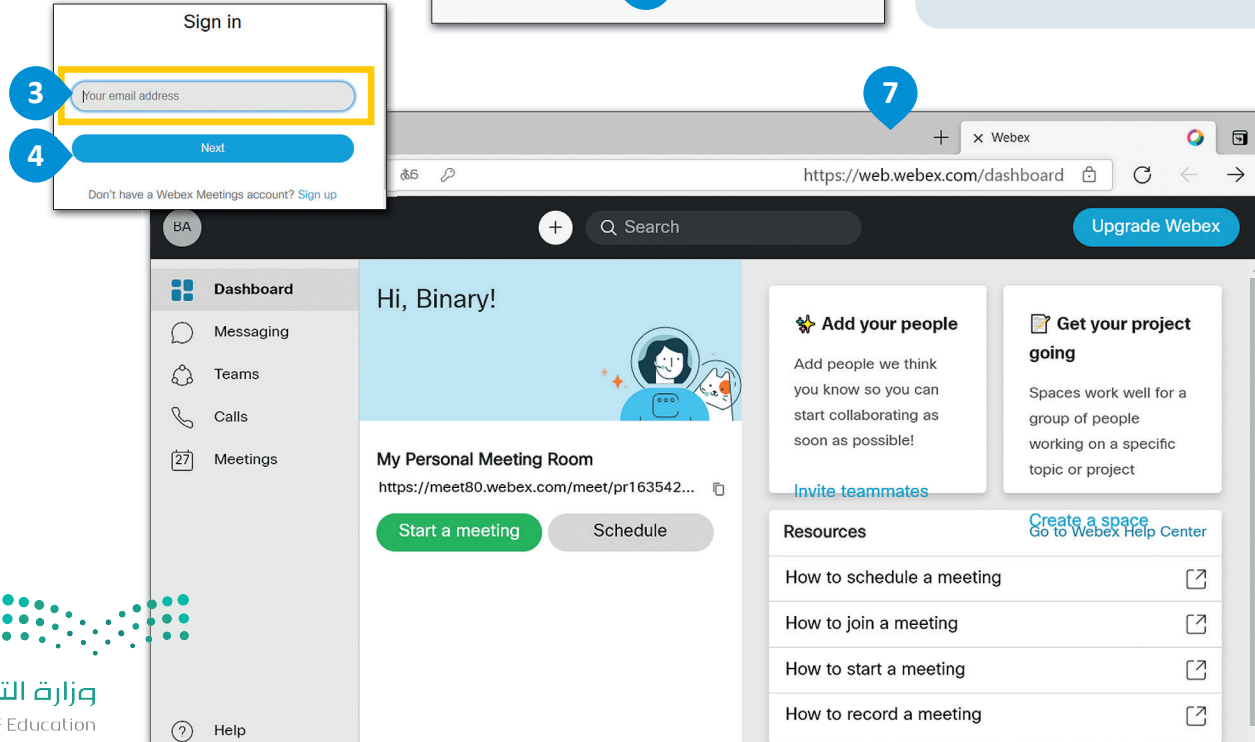 Sign in
3
Your email address
4
Next
Don't have a Webex Meetings account? Sign up
7
Webex
https://web.webex.com/dashboard
BA
Search
Upgrade Webex
Dashboard
Messaging
Teams
Calls
27
Meetings
Help
Hi, Binary!
My Personal Meeting Room
https://meet80.webex.com/meet/pr163542...
Start a meeting
Schedule
Add your people
Add people we think
you know so you can
start collaborating as
soon as possible!
Invite teammates
Get your project
going
Spaces work well for a
group of people
working on a specific
topic or project
Create a space
Resources
Go to Webex Help Center
How to schedule a meeting
How to join a meeting
How to start a meeting
How to record a meeting
وزارة الت
Education